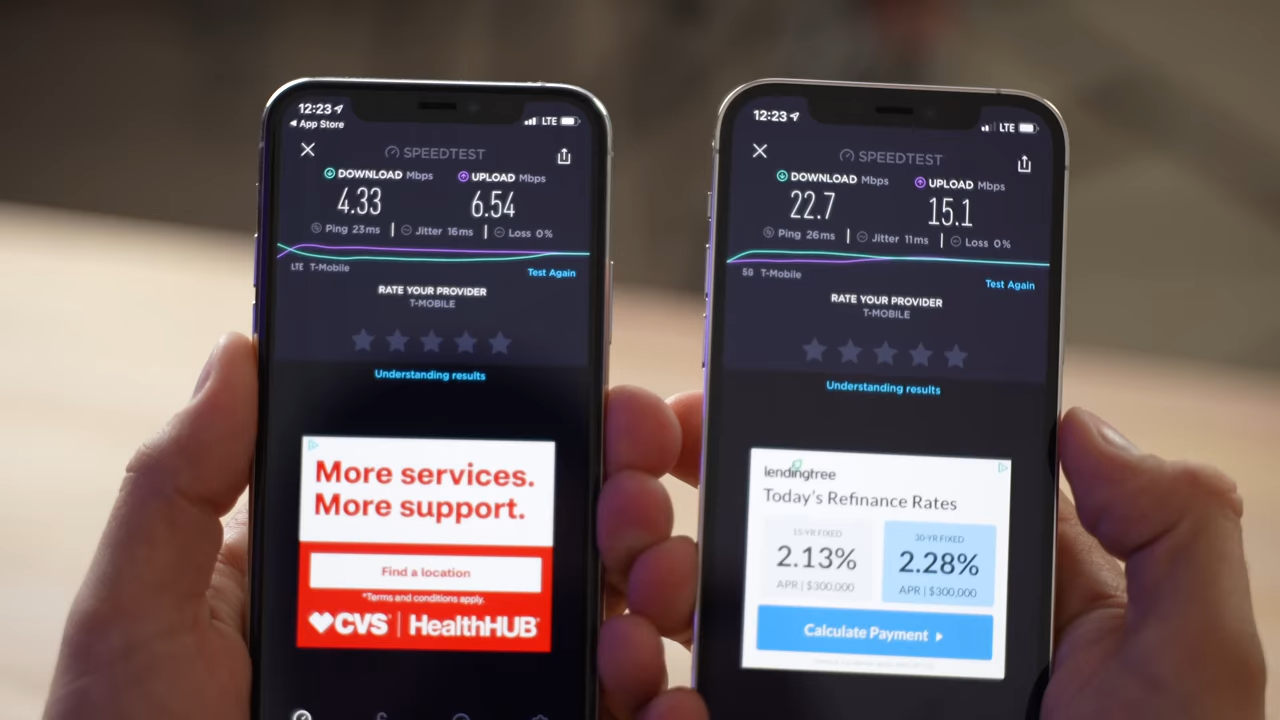 12:23
LTE
App Store
SPEEDTEST
DOWNLOAD Mbps
UPLOAD Mbps
4.33
6.54
Ping 23ms
Jitter 16ms
Loss 0%
LTE T-Mobile
Test Again
RATE YOUR PROVIDER
T-MOBILE
Understanding results
More services.
More support.
Find a location
*Terms and conditions apply.
CVS | HealthHUB
12:23
LTE
SPEEDTEST
DOWNLOAD Mbps
UPLOAD Mbps
22.7
15.1
Ping 26ms
Jitter 11ms
Loss 0%
5G T-Mobile
Test Again
RATE YOUR PROVIDER
T-MOBILE
Understanding results
lendingtree
Today's Refinance Rates
15-YR FIXED
30-YR FIXED
2.13%
2.28%
APR | $300,000
APR | $300,000
Calculate Payment